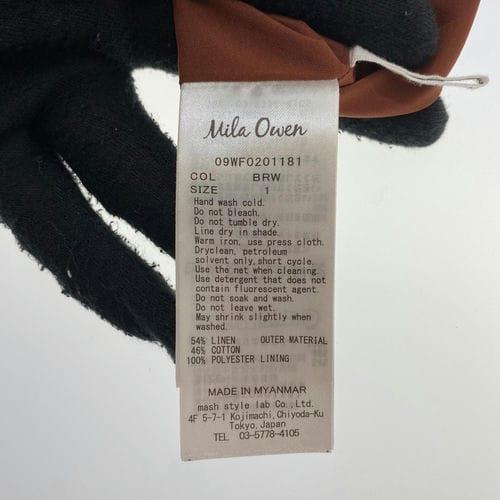 Mila Owen
09WF0201181
COL BRW
SIZE 1
Hand wash cold.
Do not bleach.
Do not tumble dry.
Line dry in shade.
Warm iron, use press cloth.
Dryclean, petroleum
solvent only, short cycle.
Use the net when cleaning.
Use detergent that does not
contain fluorescent agent.
Do not soak and wash.
Do not leave wet.
May shrink slightly when
washed.
54% LINEN OUTER MATERIAL
46% COTTON
100% POLYESTER LINING
MADE IN MYANMAR
mash style lab Co., Ltd.
4F 5-7-1 Kojimachi, Chiyoda-Ku
Tokyo, Japan
TEL 03-5778-4105